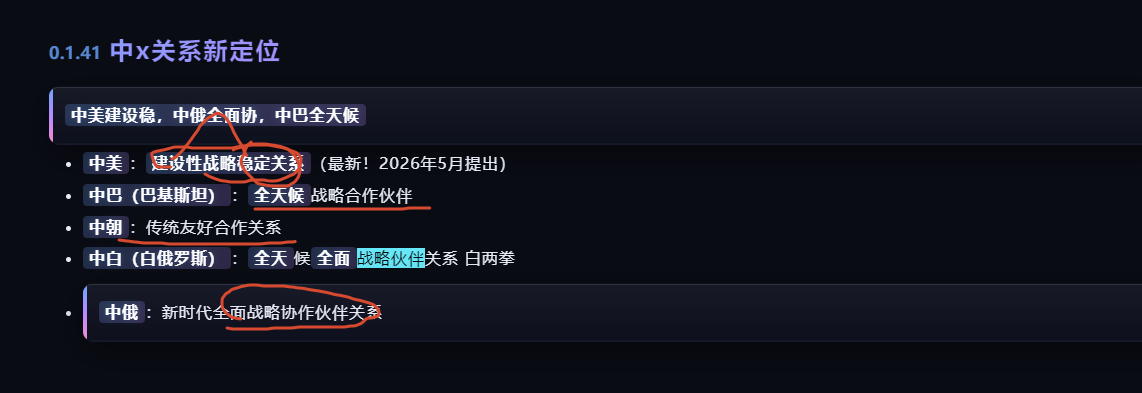 0.1.41 中x关系新定位
中美建设稳，中俄全面协，中巴全天候
中美：建设性战略稳定关系（最新！2026年5月提出）
中巴（巴基斯坦）：全天候战略合作伙伴
中朝：传统友好合作关系
中白（白俄罗斯）：全天候全面战略伙伴关系 白两拳
中俄：新时代全面战略协作伙伴关系